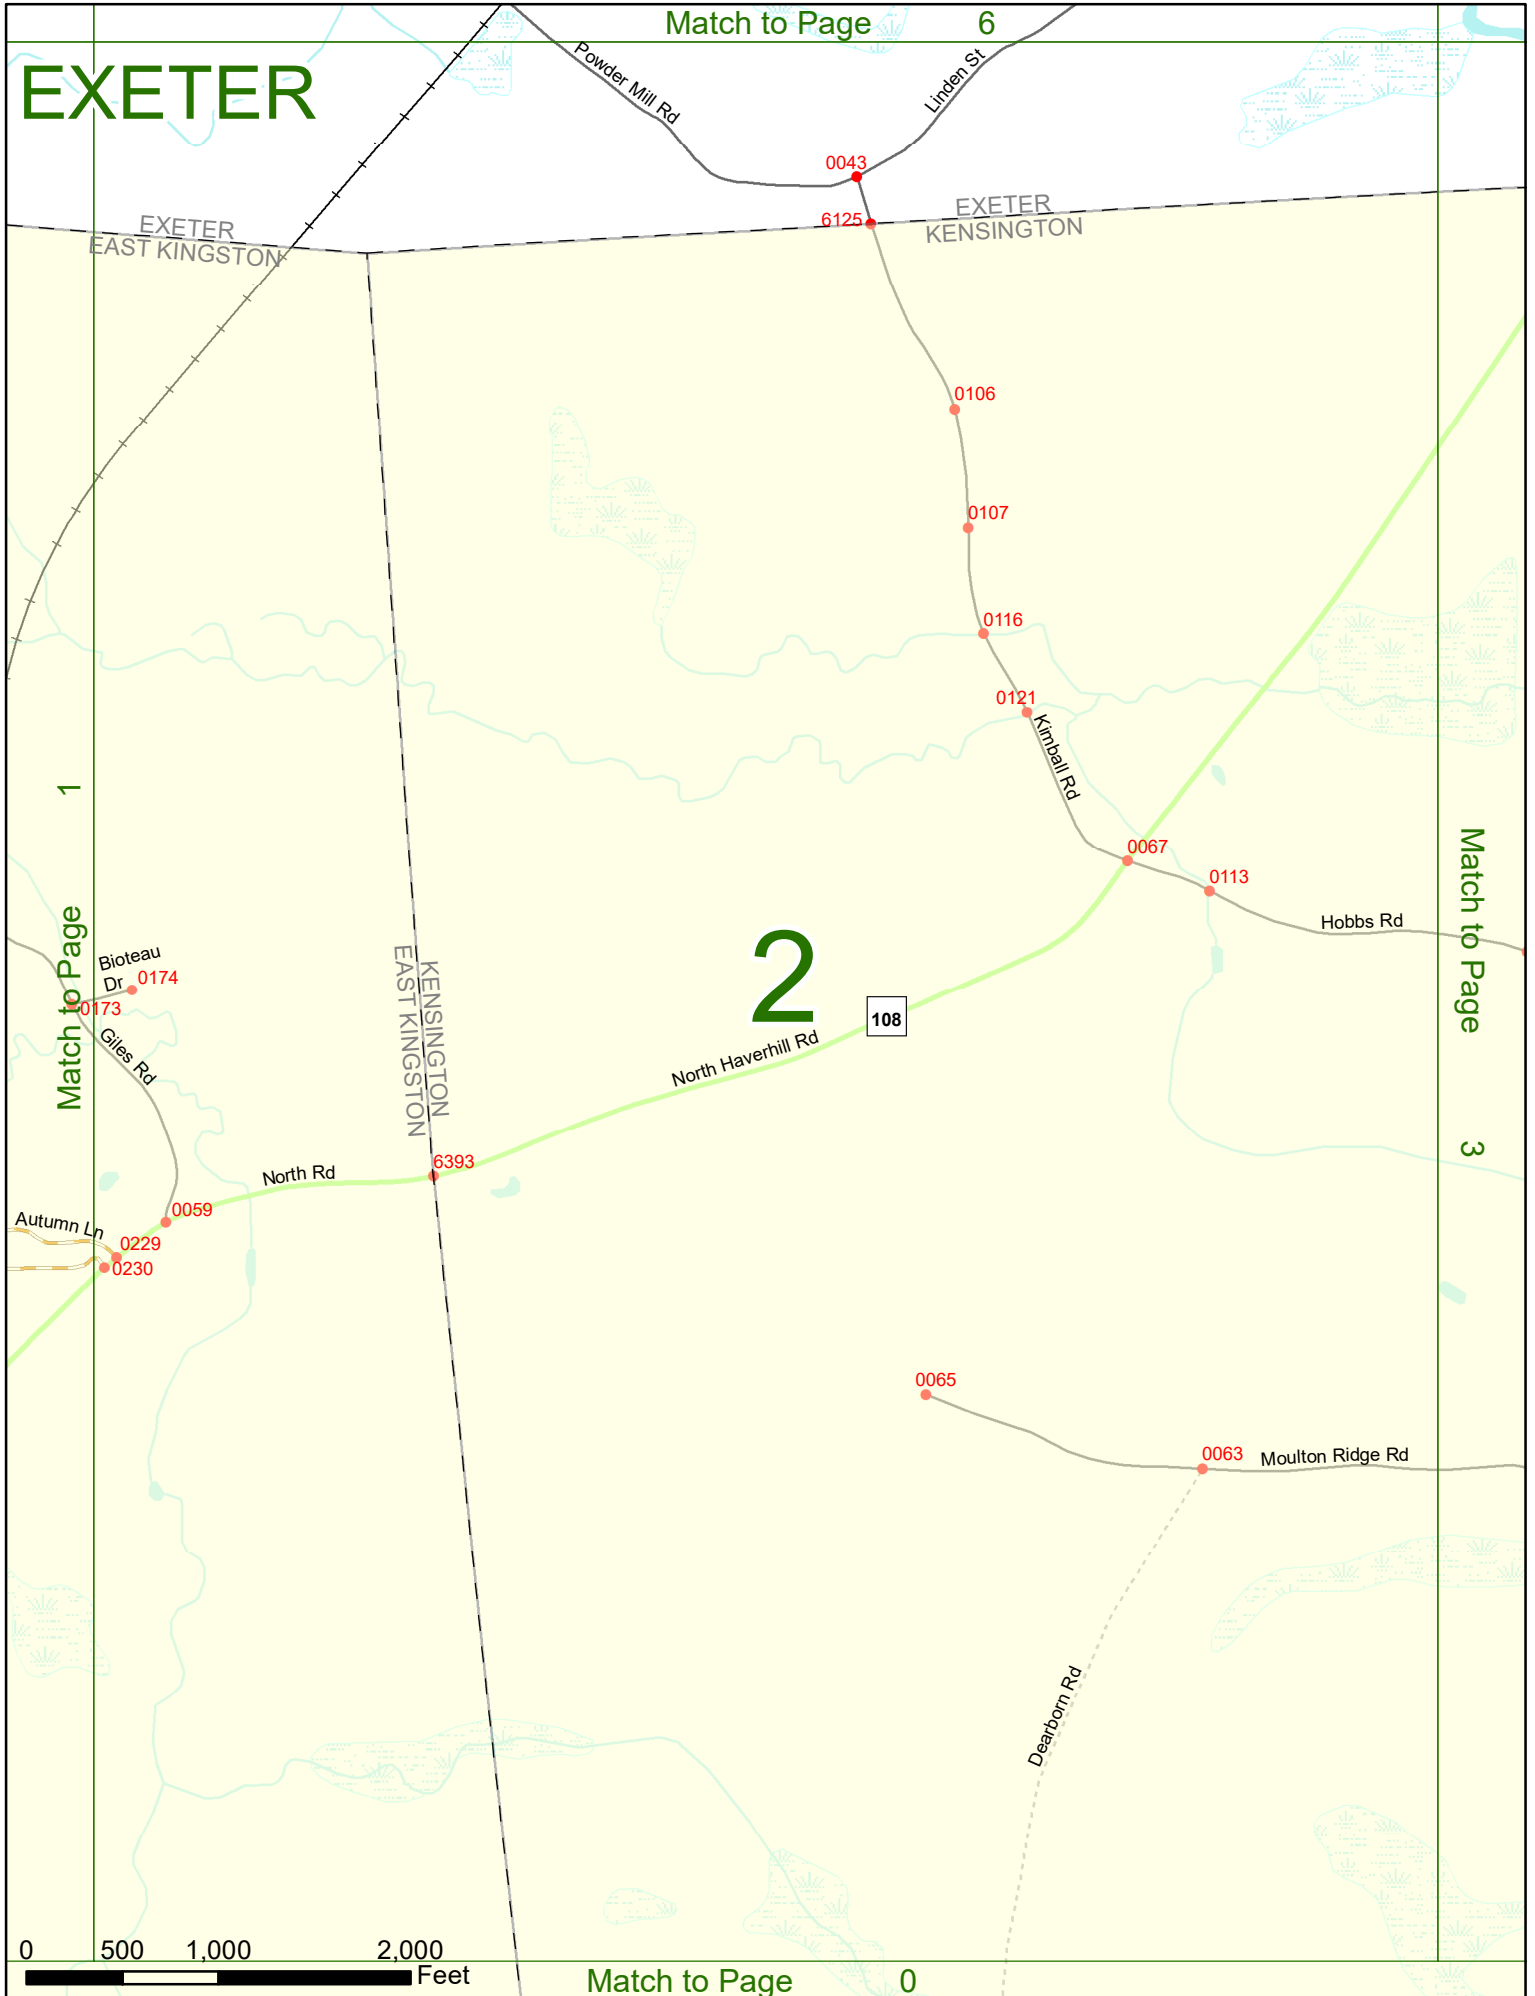 Match to Page 6
EXETER
Powder Mill Rd
Linden St
0043
6125
EXETER
KENSINGTON
EXETER
EAST KINGSTON
0106
0107
0116
0121
Kimball Rd
0067
0113
Hobbs Rd
Match to Page 1
Match to Page 3
Bioteau
Dr
0174
0173
Giles Rd
KENSINGTON
EAST KINGSTON
2
108
North Haverhill Rd
6393
North Rd
0059
Autumn Ln
0229
0230
0065
0063
Moulton Ridge Rd
Dearborn Rd
0 500 1,000 2,000
Feet
Match to Page 0